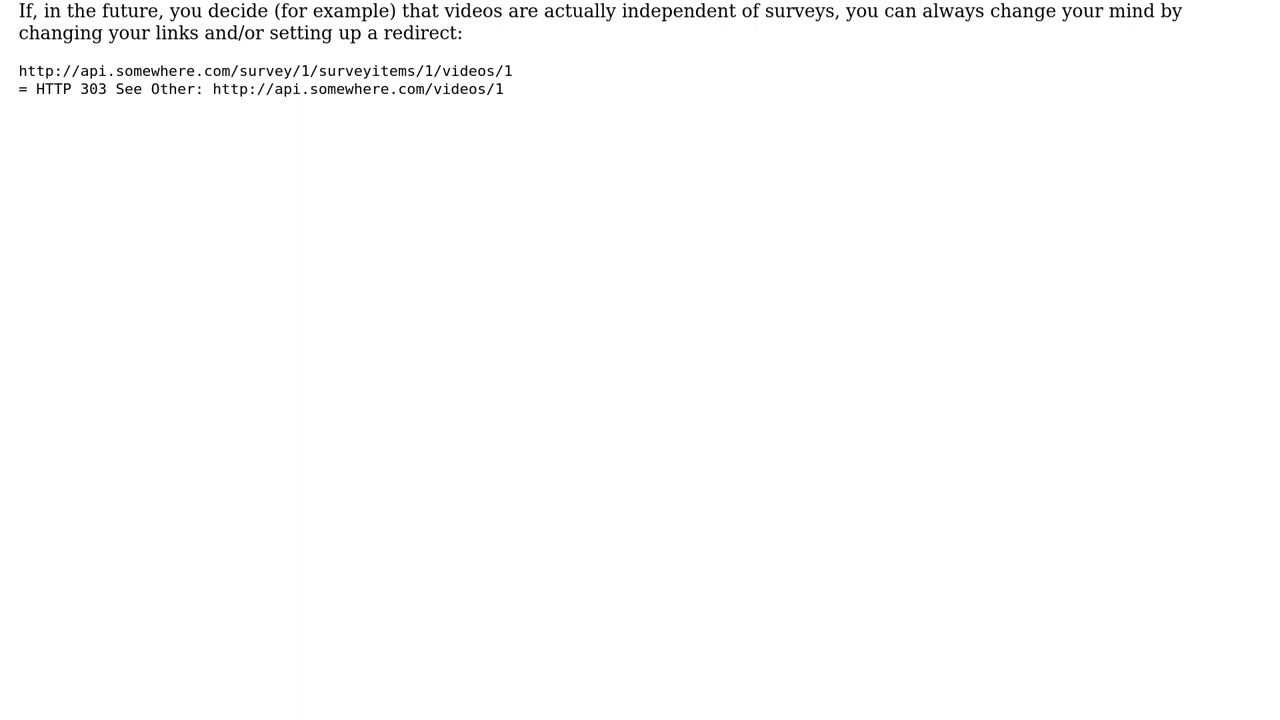 If, in the future, you decide (for example) that videos are actually independent of surveys, you can always change your mind by
changing your links and/or setting up a redirect:
http://api.somewhere.com/survey/1/surveyitems/1/videos/1
= HTTP 303 See Other: http://api.somewhere.com/videos/1